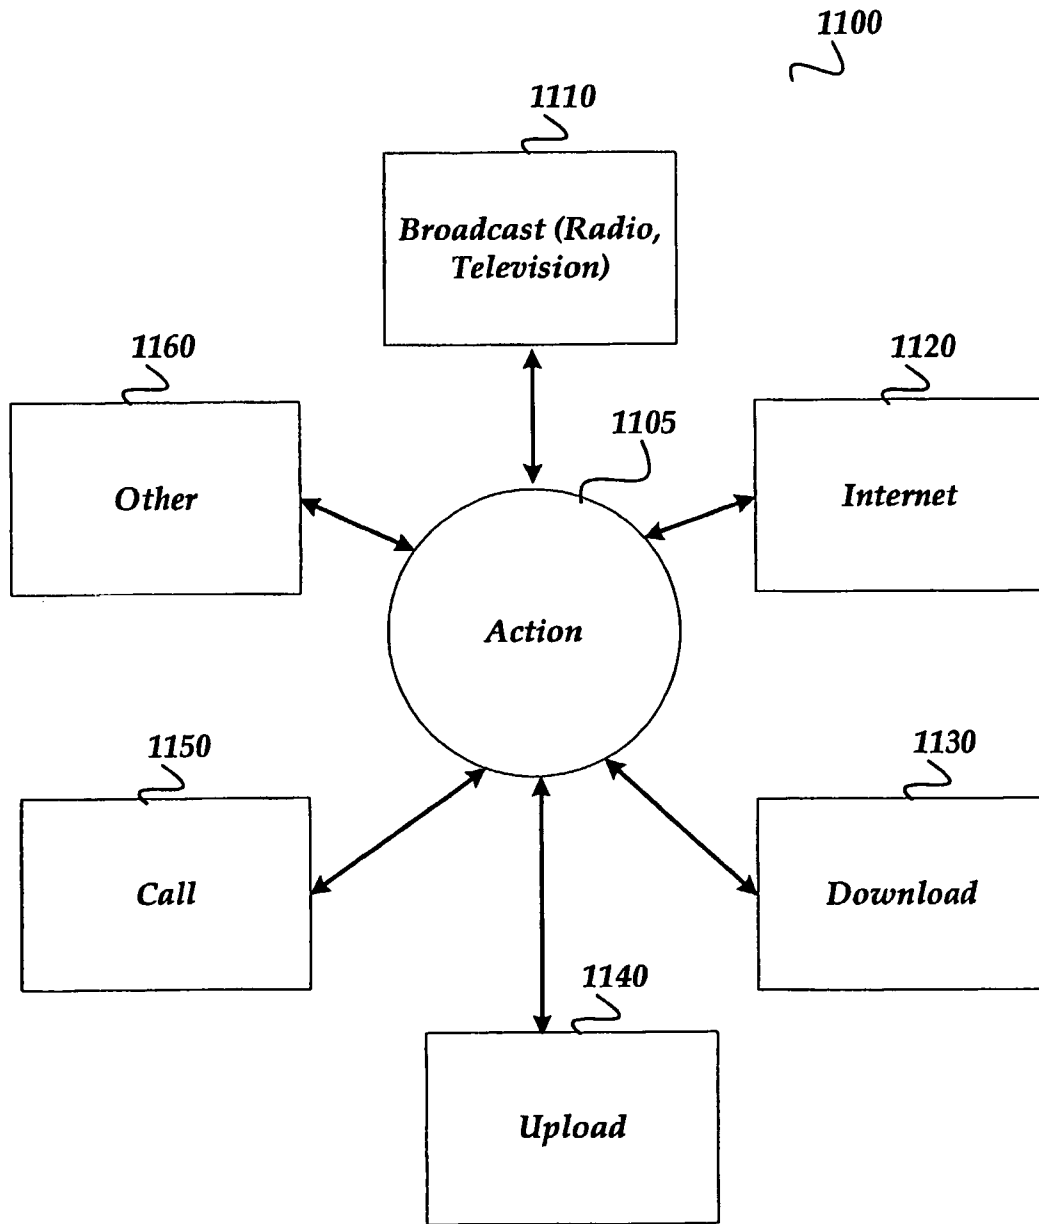 1100
1110
Broadcast (Radio,
Television)
1160
1120
1105
Other
Internet
Action
1150
1130
Call
Download
1140
Upload